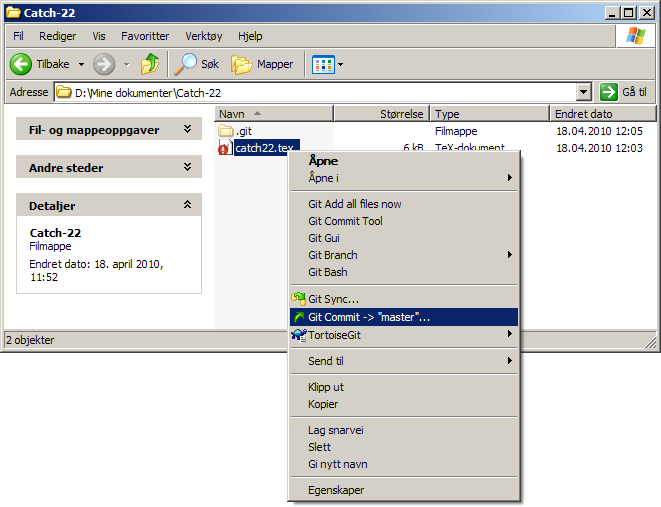 Catch-22
Fil Rediger Vis Favoritter Verktøy Hjelp
Tilbake Søk Mapper
Adresse D:\Mine dokumenter\Catch-22 Gå til
Navn Størrelse Type Endret dato
.git Filmappe 18.04.2010 12:05
catch22.tex 6 kB TeX-dokument 18.04.2010 12:03
Fil- og mappeoppgaver
Andre steder
Detaljer
Catch-22
Filmappe
Endret dato: 18. april 2010,
11:52
2 objekter
Åpne
Åpne i
Git Add all files now
Git Commit Tool
Git Gui
Git Branch
Git Bash
Git Sync...
Git Commit -> "master"...
TortoiseGit
Send til
Klipp ut
Kopier
Lag snarvei
Slett
Gi nytt navn
Egenskaper